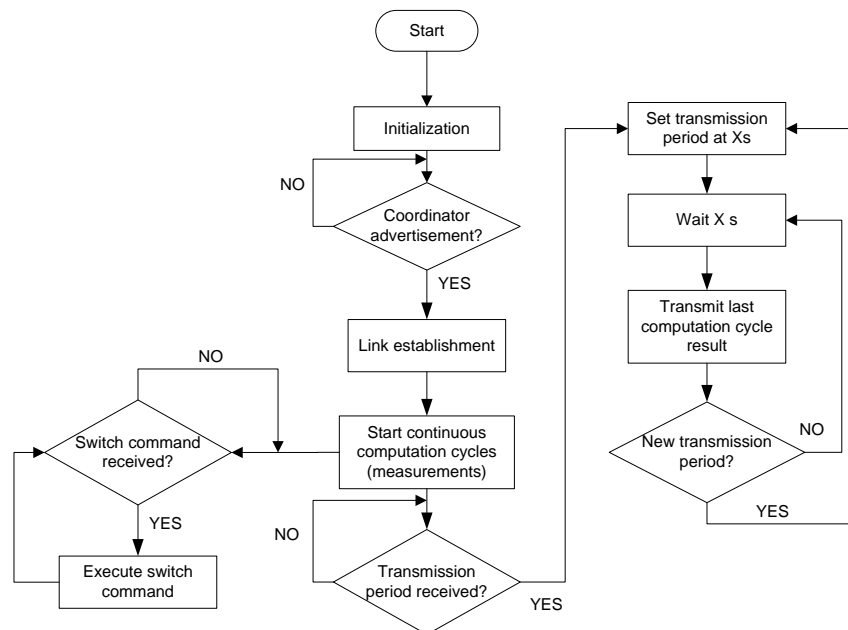 Start
Initialization
NO
Coordinator
advertisement?
YES
Link establishment
NO
Switch command
received?
YES
Execute switch
command
Start continuous
computation cycles
(measurements)
NO
Transmission
period received?
YES
Set transmission
period at Xs
Wait X s
Transmit last
computation cycle
result
New transmission
period?
NO
YES